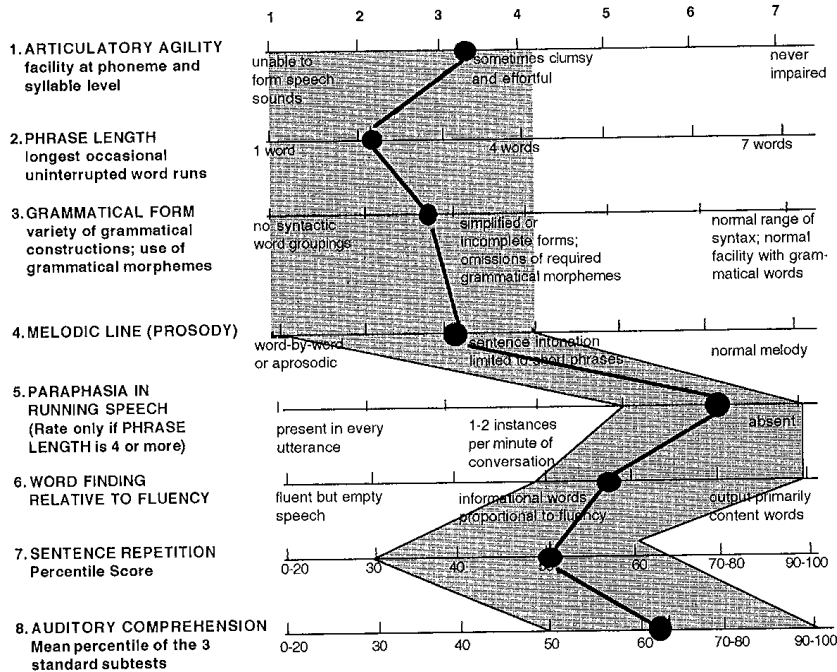 1 2 3 4 5 6 7
1. ARTICULATORY AGILITY
facility at phoneme and
syllable level
unable to
form speech
sounds
sometimes clumsy
and effortful
never
impaired
2. PHRASE LENGTH
longest occasional
uninterrupted word runs
1 word
4 words
7 words
3. GRAMMATICAL FORM
variety of grammatical
constructions; use of
grammatical morphemes
no syntactic
word groupings
simplified or
incomplete forms;
omissions of required
grammatical morphemes
normal range of
syntax; normal
facility with gram-
matical words
4. MELODIC LINE (PROSODY)
word-by-word
or aprosodic
sentence intonation
limited to short phrases
normal melody
5. PARAPHASIA IN
RUNNING SPEECH
(Rate only if PHRASE
LENGTH is 4 or more)
present in every
utterance
1-2 instances
per minute of
conversation
absent
6. WORD FINDING
RELATIVE TO FLUENCY
fluent but empty
speech
informational words
proportional to fluency
output primarily
content words
7. SENTENCE REPETITION
Percentile Score
0-20 30 40 50 60 70-80 90-100
8. AUDITORY COMPREHENSION
Mean percentile of the 3
standard subtests
0-20 30 40 50 60 70-80 90-100